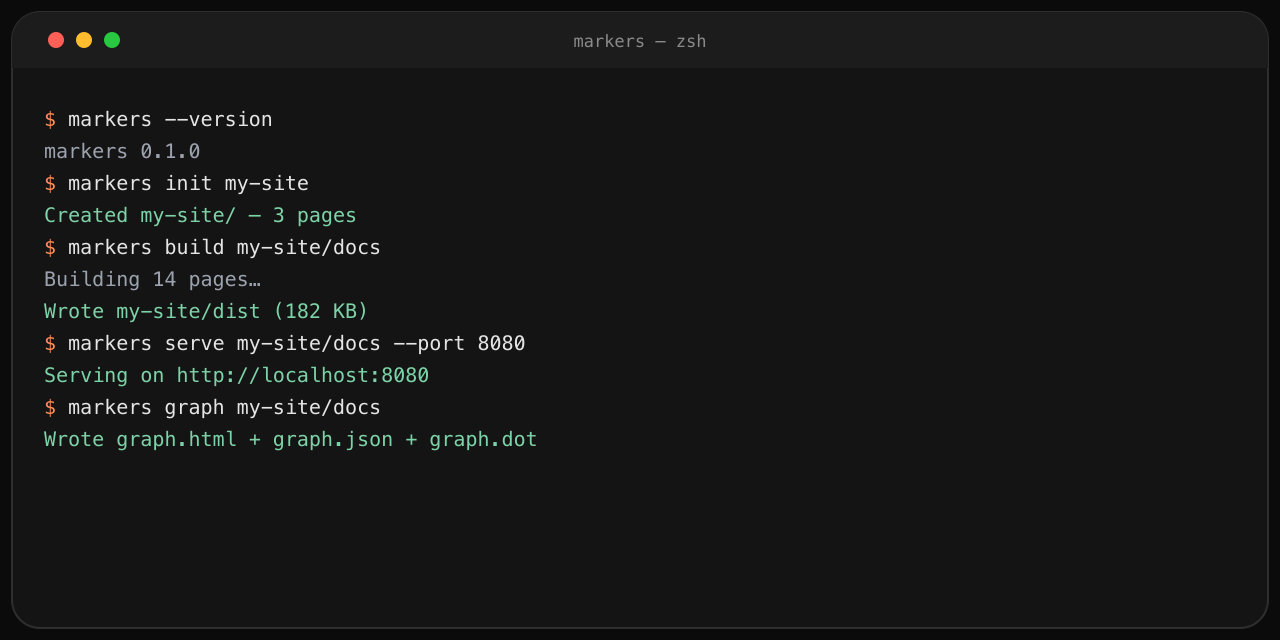 markers — zsh
$ markers --version
markers 0.1.0
$ markers init my-site
Created my-site/ — 3 pages
$ markers build my-site/docs
Building 14 pages…
Wrote my-site/dist (182 KB)
$ markers serve my-site/docs --port 8080
Serving on http://localhost:8080
$ markers graph my-site/docs
Wrote graph.html + graph.json + graph.dot